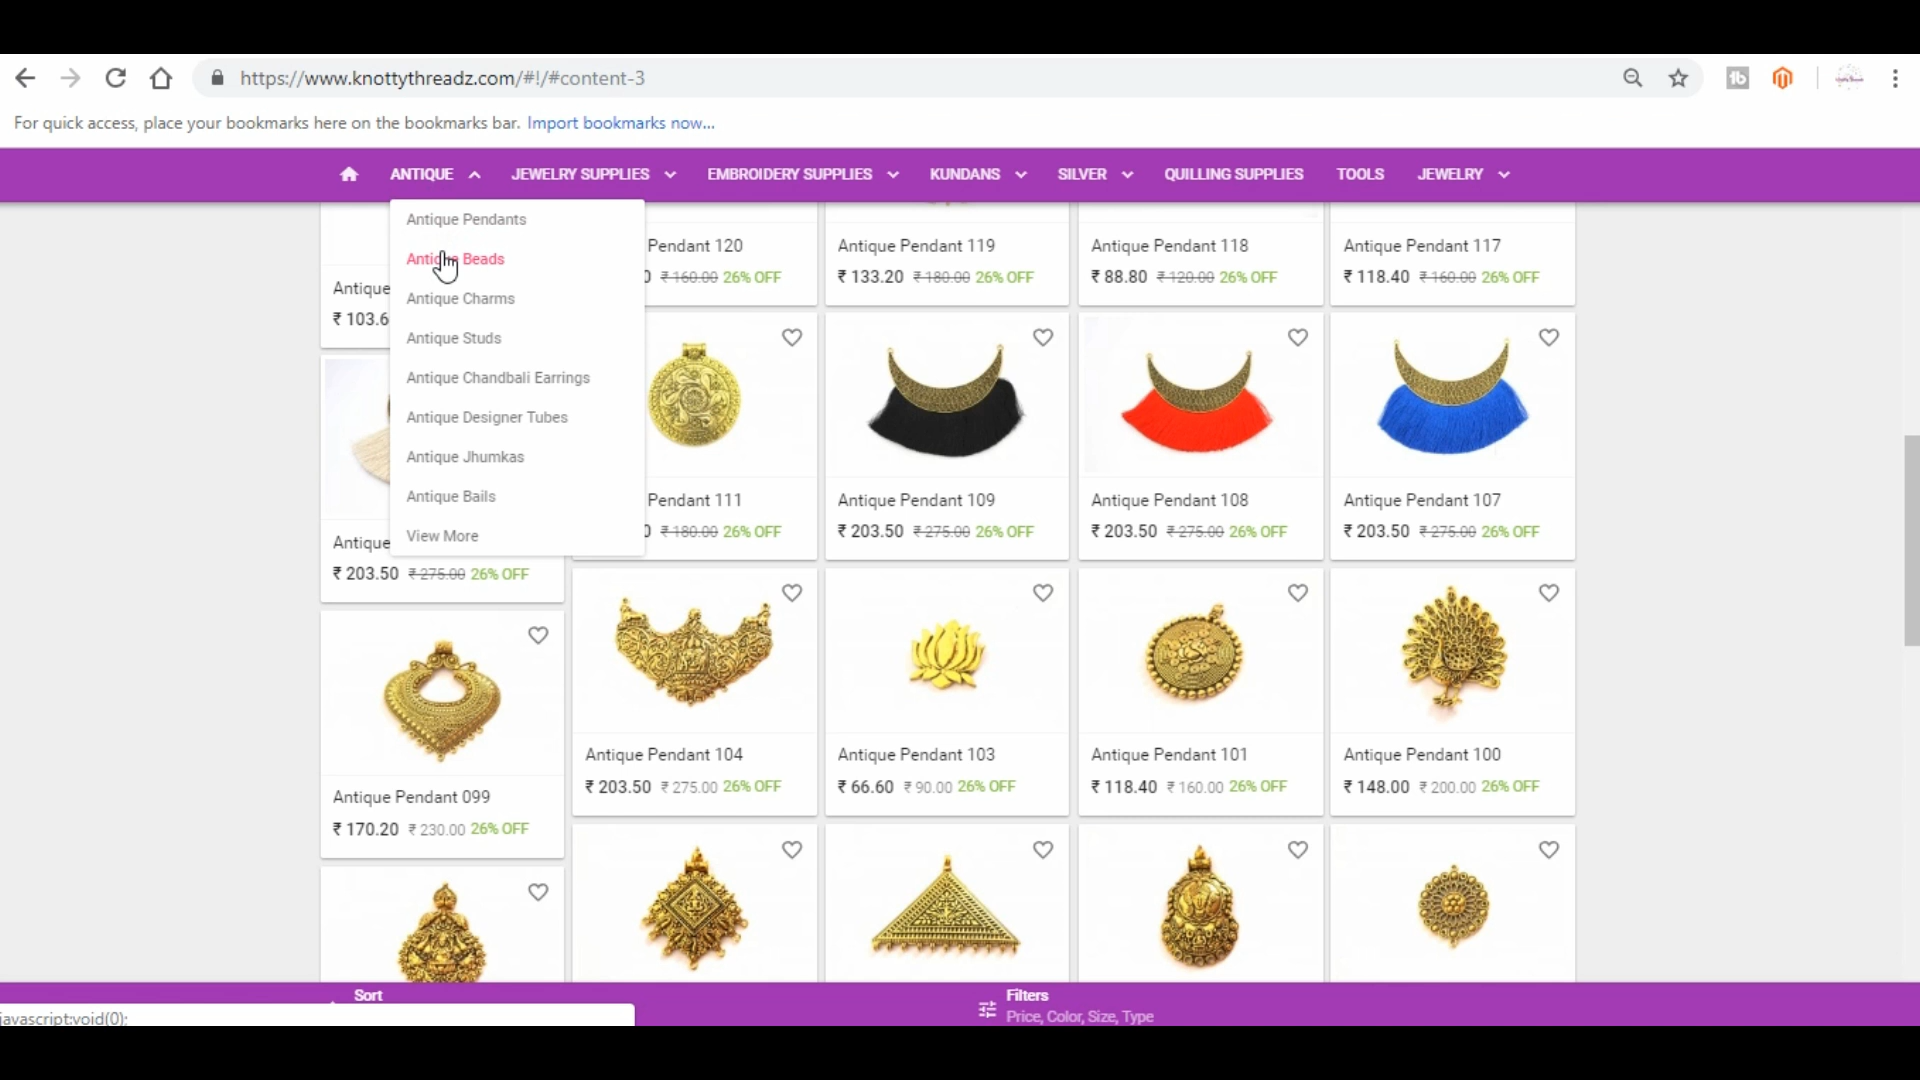 https://www.knottythreadz.com/#!/#content-3
For quick access, place your bookmarks here on the bookmarks bar. Import bookmarks now...
ANTIQUE JEWELRY SUPPLIES EMBROIDERY SUPPLIES KUNDANS SILVER QUILLING SUPPLIES TOOLS JEWELRY
Antique Pendants
Antique Beads
Antique Charms
Antique Studs
Antique Chandbali Earrings
Antique Designer Tubes
Antique Jhumkas
Antique Bails
View More
Antique
₹ 103.6
Pendant 120
0 ₹ 160.00 26% OFF
Antique Pendant 119
₹ 133.20 ₹ 180.00 26% OFF
Antique Pendant 118
₹ 88.80 ₹ 120.00 26% OFF
Antique Pendant 117
₹ 118.40 ₹ 160.00 26% OFF
Antique
₹ 203.50 ₹ 275.00 26% OFF
Pendant 111
0 ₹ 180.00 26% OFF
Antique Pendant 109
₹ 203.50 ₹ 275.00 26% OFF
Antique Pendant 108
₹ 203.50 ₹ 275.00 26% OFF
Antique Pendant 107
₹ 203.50 ₹ 275.00 26% OFF
Antique Pendant 099
₹ 170.20 ₹ 230.00 26% OFF
Antique Pendant 104
₹ 203.50 ₹ 275.00 26% OFF
Antique Pendant 103
₹ 66.60 ₹ 90.00 26% OFF
Antique Pendant 101
₹ 118.40 ₹ 160.00 26% OFF
Antique Pendant 100
₹ 148.00 ₹ 200.00 26% OFF
Sort
Filters
Price, Color, Size, Type
javascript:void(0);